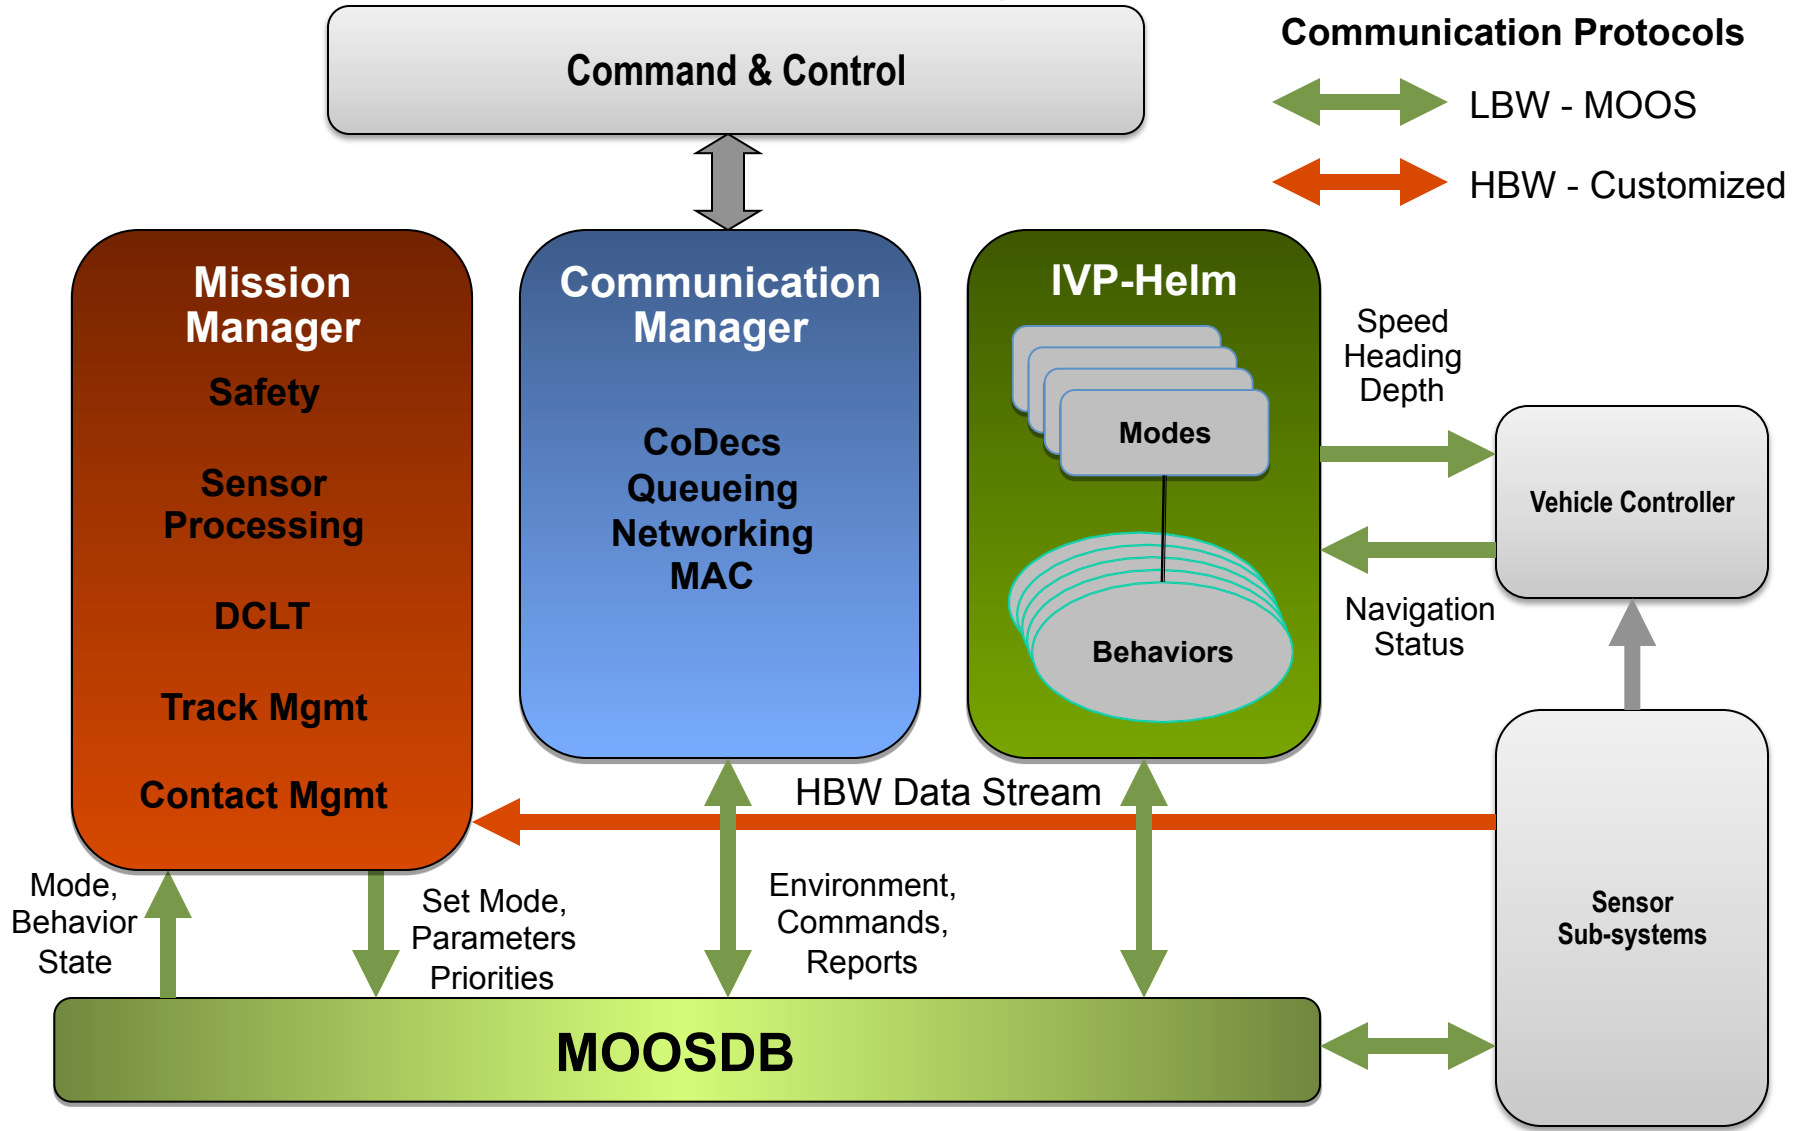 Command & Control
Communication Protocols
LBW - MOOS
HBW - Customized
Mission
Manager
Safety
Sensor
Processing
DCLT
Track Mgmt
Contact Mgmt
Communication
Manager
CoDecs
Queueing
Networking
MAC
IVP-Helm
Modes
Behaviors
Speed
Heading
Depth
Vehicle Controller
Navigation
Status
HBW Data Stream
Sensor
Sub-systems
Mode,
Behavior
State
Set Mode,
Parameters
Priorities
Environment,
Commands,
Reports
MOOSDB